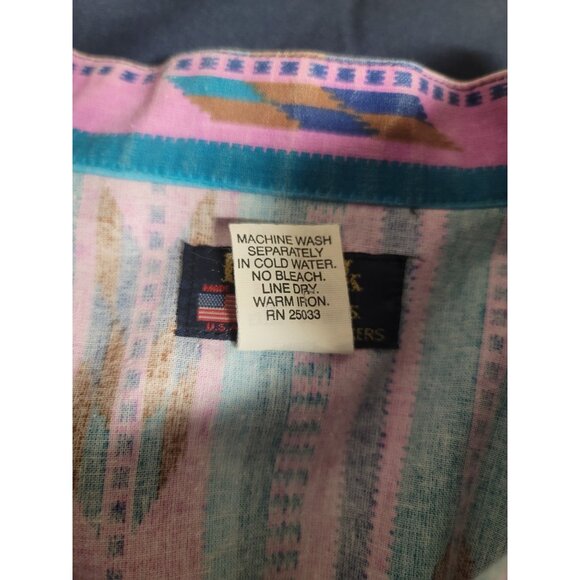 MACHINE WASH
SEPARATELY
IN COLD WATER.
NO BLEACH.
LINE DRY.
WARM IRON.
RN 25033